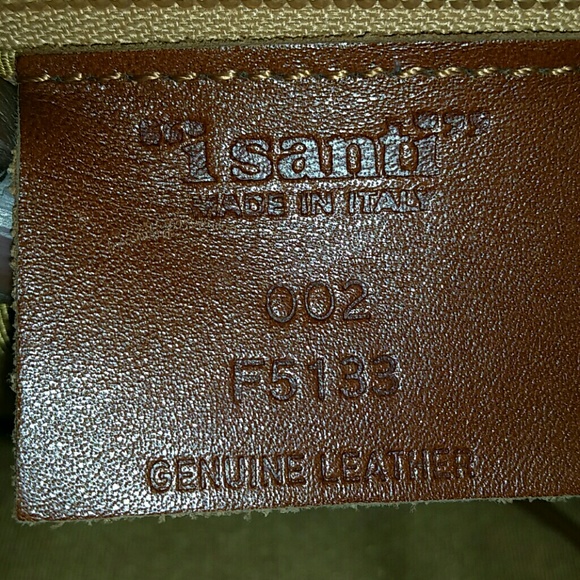 "i santi"
MADE IN ITALY
002
F5133
GENUINE LEATHER